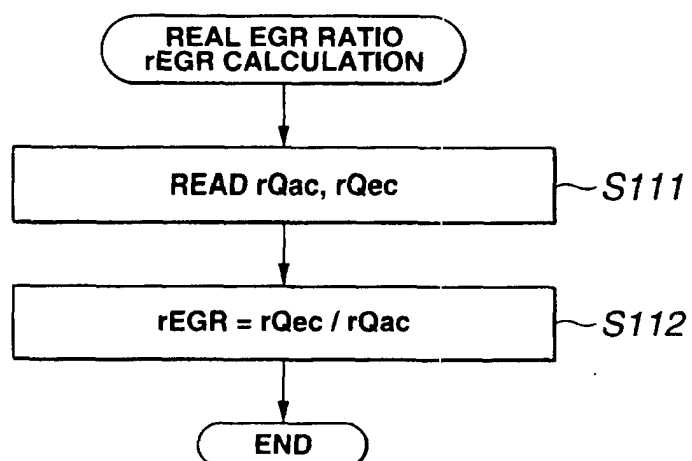 REAL EGR RATIO
rEGR CALCULATION
READ rQac, rQec
S111
rEGR = rQec / rQac
S112
END